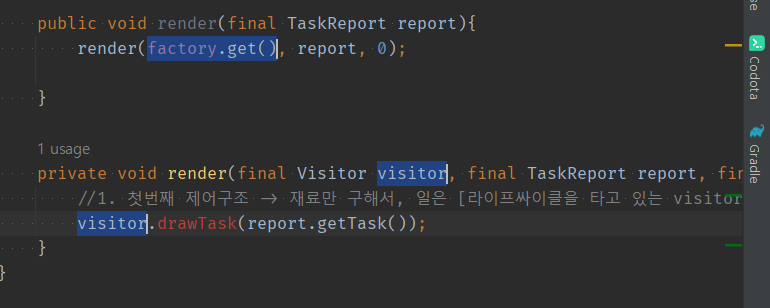 public void render(final TaskReport report){
render(factory.get(), report, 0);
}
1 usage
private void render(final Visitor visitor, final TaskReport report, fin
//1. 첫번째 제어구조 -> 재료만 구해서, 일은 [라이프싸이클을 타고 있는 visitor
visitor.drawTask(report.getTask());
}
}
se
Codota
Gradle